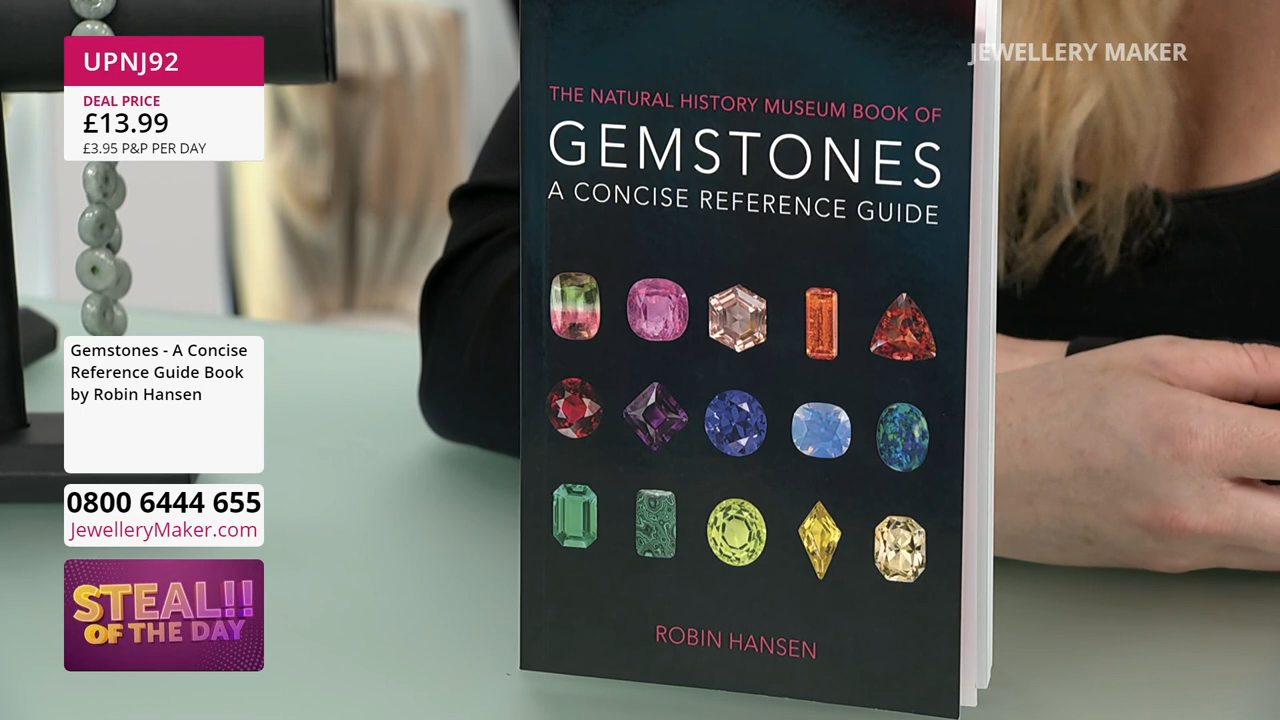 UPNJ92
DEAL PRICE
£13.99
£3.95 P&P PER DAY
Gemstones - A Concise
Reference Guide Book
by Robin Hansen
0800 6444 655
JewelleryMaker.com
STEAL!!
OF THE DAY
JEWELLERY MAKER
THE NATURAL HISTORY MUSEUM BOOK OF
GEMSTONES
A CONCISE REFERENCE GUIDE
ROBIN HANSEN